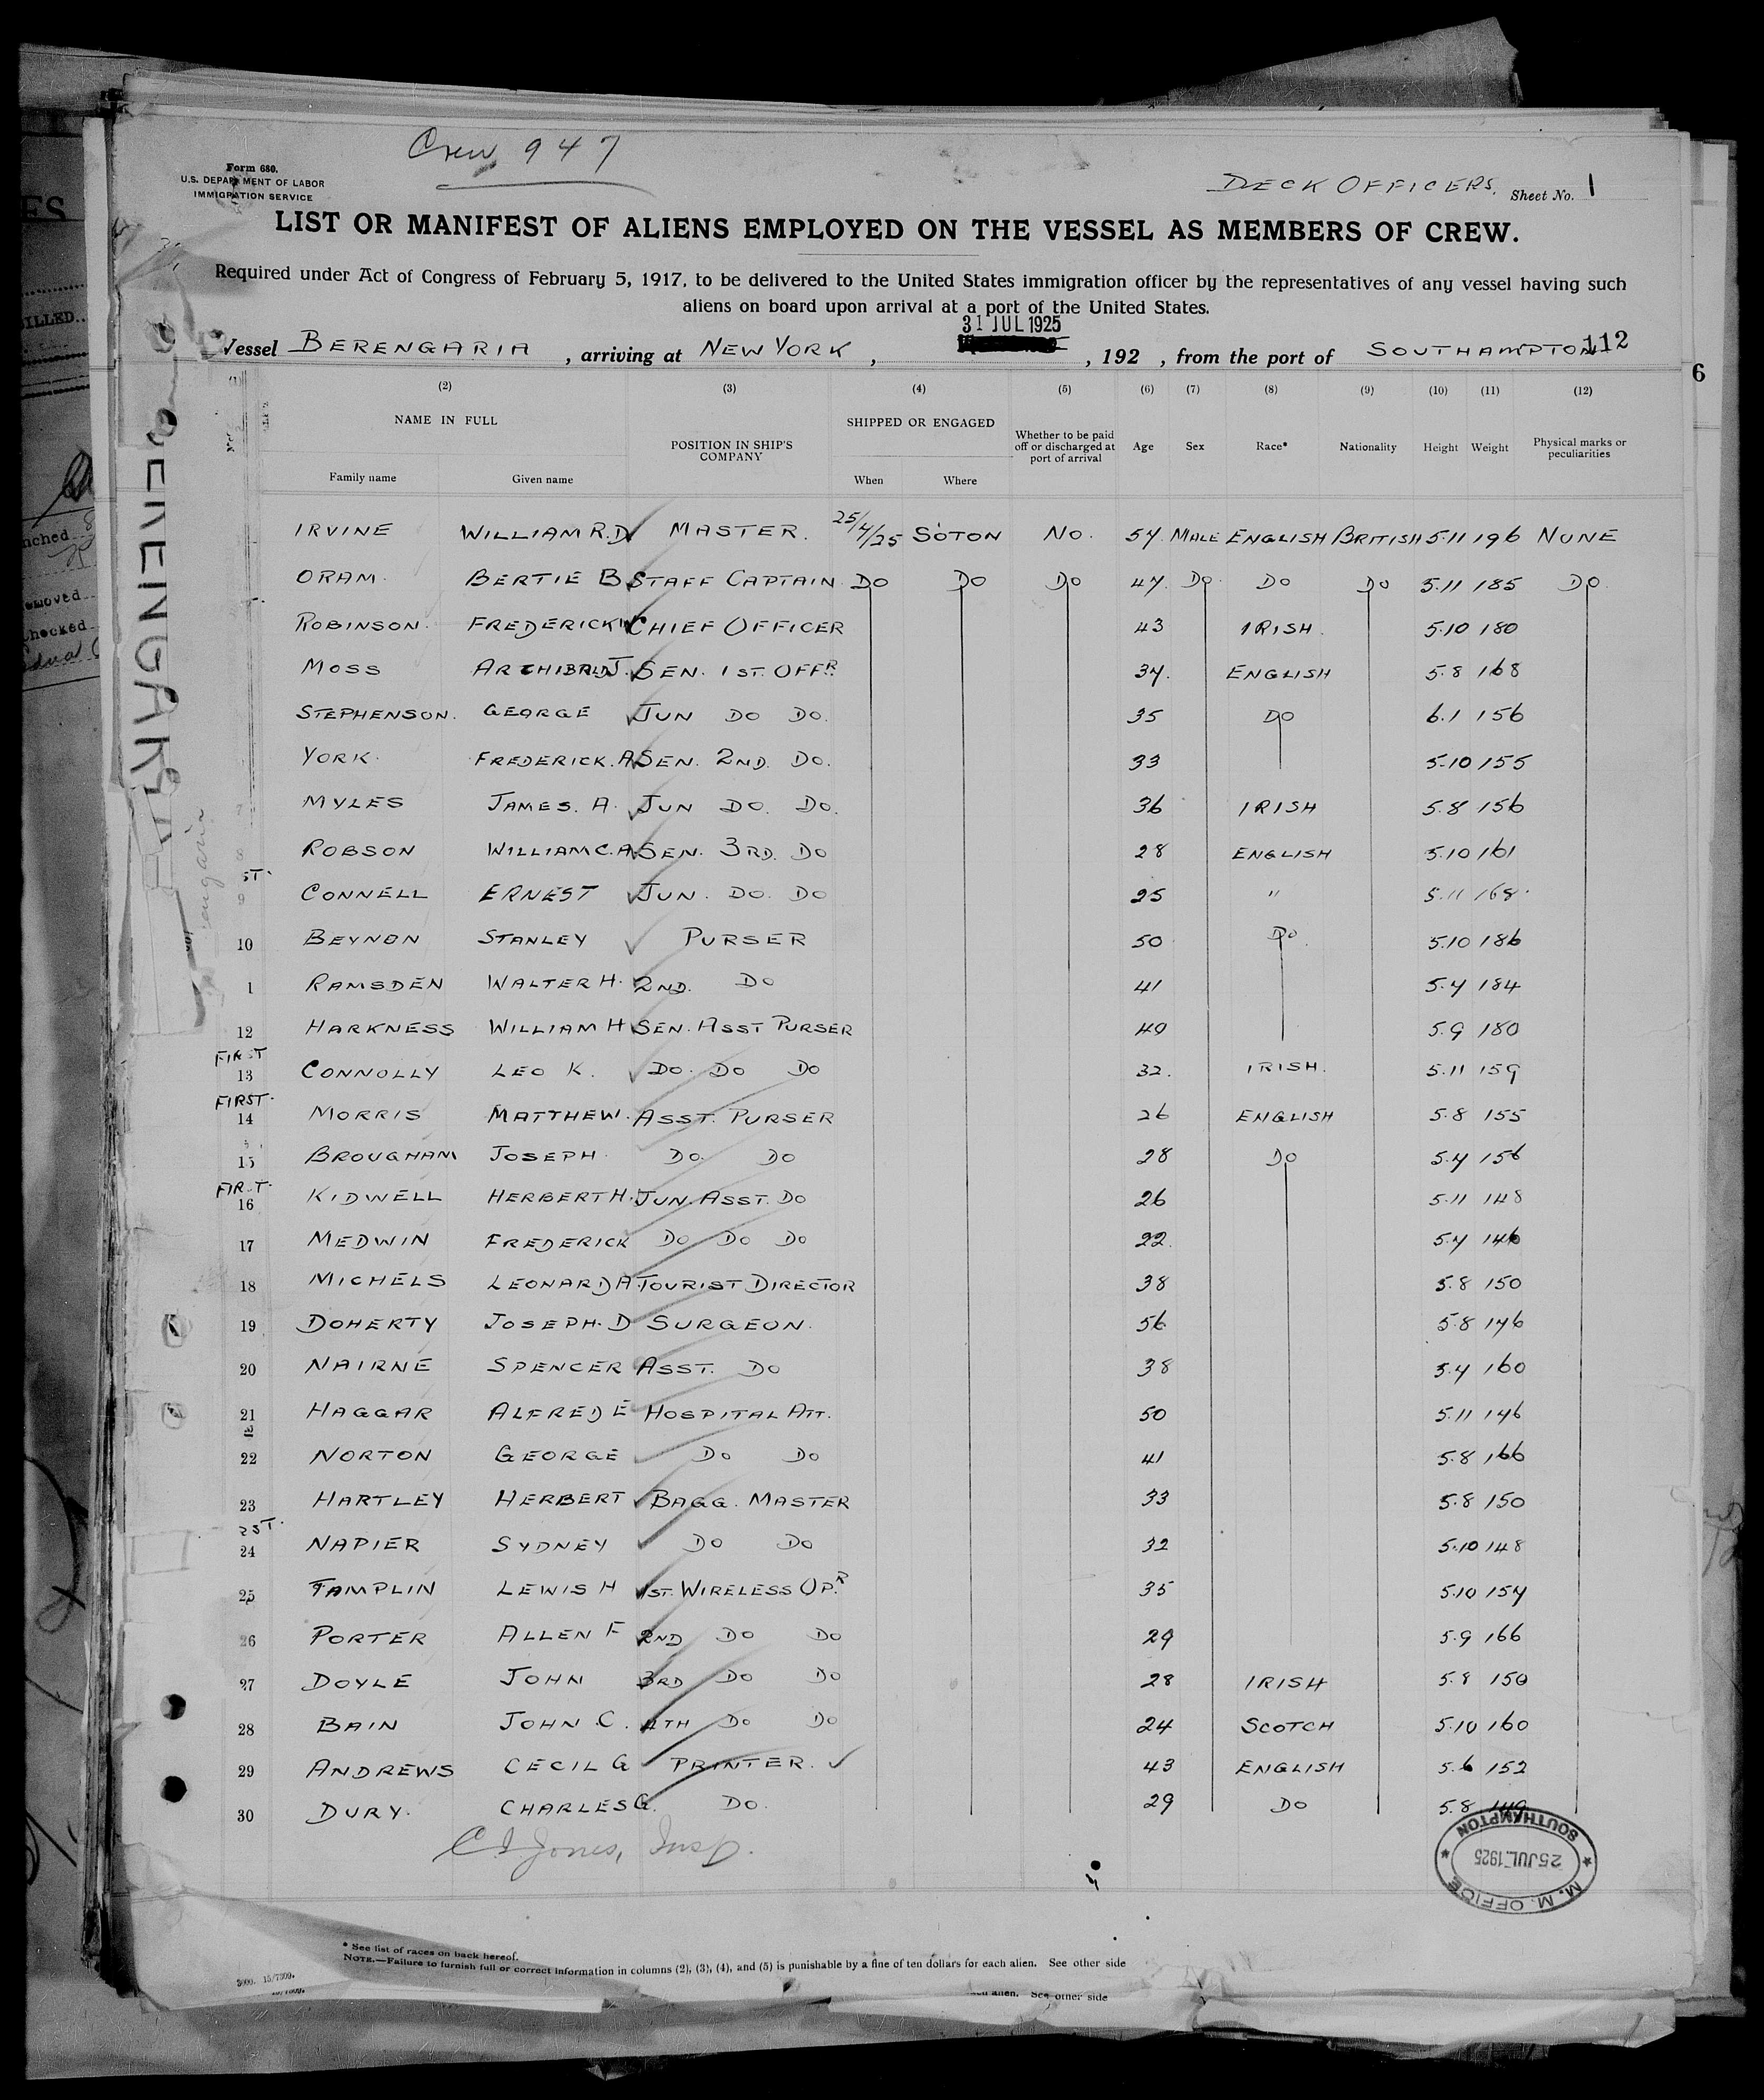 Crew 947
Form 680.
U.S. DEPARTMENT OF LABOR
IMMIGRATION SERVICE
DECK OFFICERS. Sheet No. 1
LIST OR MANIFEST OF ALIENS EMPLOYED ON THE VESSEL AS MEMBERS OF CREW.
Required under Act of Congress of February 5, 1917, to be delivered to the United States immigration officer by the representatives of any vessel having such
aliens on board upon arrival at a port of the United States.
31 JUL 1925
Vessel BERENGARIA, arriving at NEW YORK, , 192 , from the port of SOUTHAMPTON 112
6
(1) (2) (3) (4) (5) (6) (7) (8) (9) (10) (11) (12)
NAME IN FULL POSITION IN SHIP'S COMPANY SHIPPED OR ENGAGED Whether to be paid off or discharged at port of arrival Age Sex Race* Nationality Height Weight Physical marks or peculiarities
Family name Given name When Where
IRVINE WILLIAM R.D MASTER. 25/4/25 SOTON NO. 54. MALE ENGLISH BRITISH 5.11 196 NONE
ORAM. BERTIE B STAFF CAPTAIN DO DO DO 47. DO. DO DO 5.11 185 DO.
ROBINSON. FREDERICK W CHIEF OFFICER 43 IRISH. 5.10 180
MOSS ARCHIBALD J. SEN. 1ST. OFFR 34. ENGLISH 5.8 168
STEPHENSON. GEORGE JUN DO DO. 35 DO 6.1 156
YORK. FREDERICK. A SEN. 2ND. DO. 33 5.10 155
MYLES JAMES. A. JUN DO. DO. 36 IRISH 5.8 156
8 ROBSON WILLIAM C. A SEN. 3RD. DO 28 ENGLISH 5.10 161
ST.
9 CONNELL ERNEST JUN. DO. DO 25 " 5.11 168.
10 BEYNON STANLEY PURSER 50 DO. 5.10 186
1 RAMSDEN WALTER H. 2ND. DO 41 5.4 184
12 HARKNESS WILLIAM H SEN. ASST PURSER 40 5.9 180
FIRST
13 CONNOLLY LEO K. DO. DO DO 32. IRISH. 5.11 159
FIRST.
14 MORRIS MATTHEW. ASST. PURSER 26 ENGLISH 5.8 155
15 BROUGHAM JOSEPH. DO. DO 28 DO 5.4 156
FIRST.
16 KIDWELL HERBERT H. JUN. ASST. DO 26 5.11 148
17 MEDWIN FREDERICK DO DO DO 22. 5.4 146
18 MICHELS LEONARD A TOURIST DIRECTOR 38 5.8 150
19 DOHERTY JOSEPH. D SURGEON. 56 5.8 146
20 NAIRNE SPENCER ASST. DO 38 5.4 160
21 HAGGAR ALFRED E HOSPITAL ATT. 50 5.11 146
22 NORTON GEORGE DO DO 41 5.8 166
23 HARTLEY HERBERT BAGG. MASTER 33 5.8 150
ST.
24 NAPIER SYDNEY DO DO 32 5.10 148
25 TAMPLIN LEWIS H 1ST. WIRELESS OPR. 35 5.10 154
26 PORTER ALLEN F 2ND DO DO 29 5.9 166
27 DOYLE JOHN 3RD DO DO 28 IRISH 5.8 150
28 BAIN JOHN. C. 4TH DO DO 24 SCOTCH 5.10 160
29 ANDREWS CECIL G PRINTER. 43 ENGLISH 5.6 152
30 DURY. CHARLES G. DO. 29 DO 5.8 149
C I Jones, Insp.
M. M. OFFICE SOUTHAMPTON 25 JUL 1925
* See list of races on back hereof.
NOTE.—Failure to furnish full or correct information in columns (2), (3), (4), and (5) is punishable by a fine of ten dollars for each alien. See other side
alien. See other side
BERENGARIA